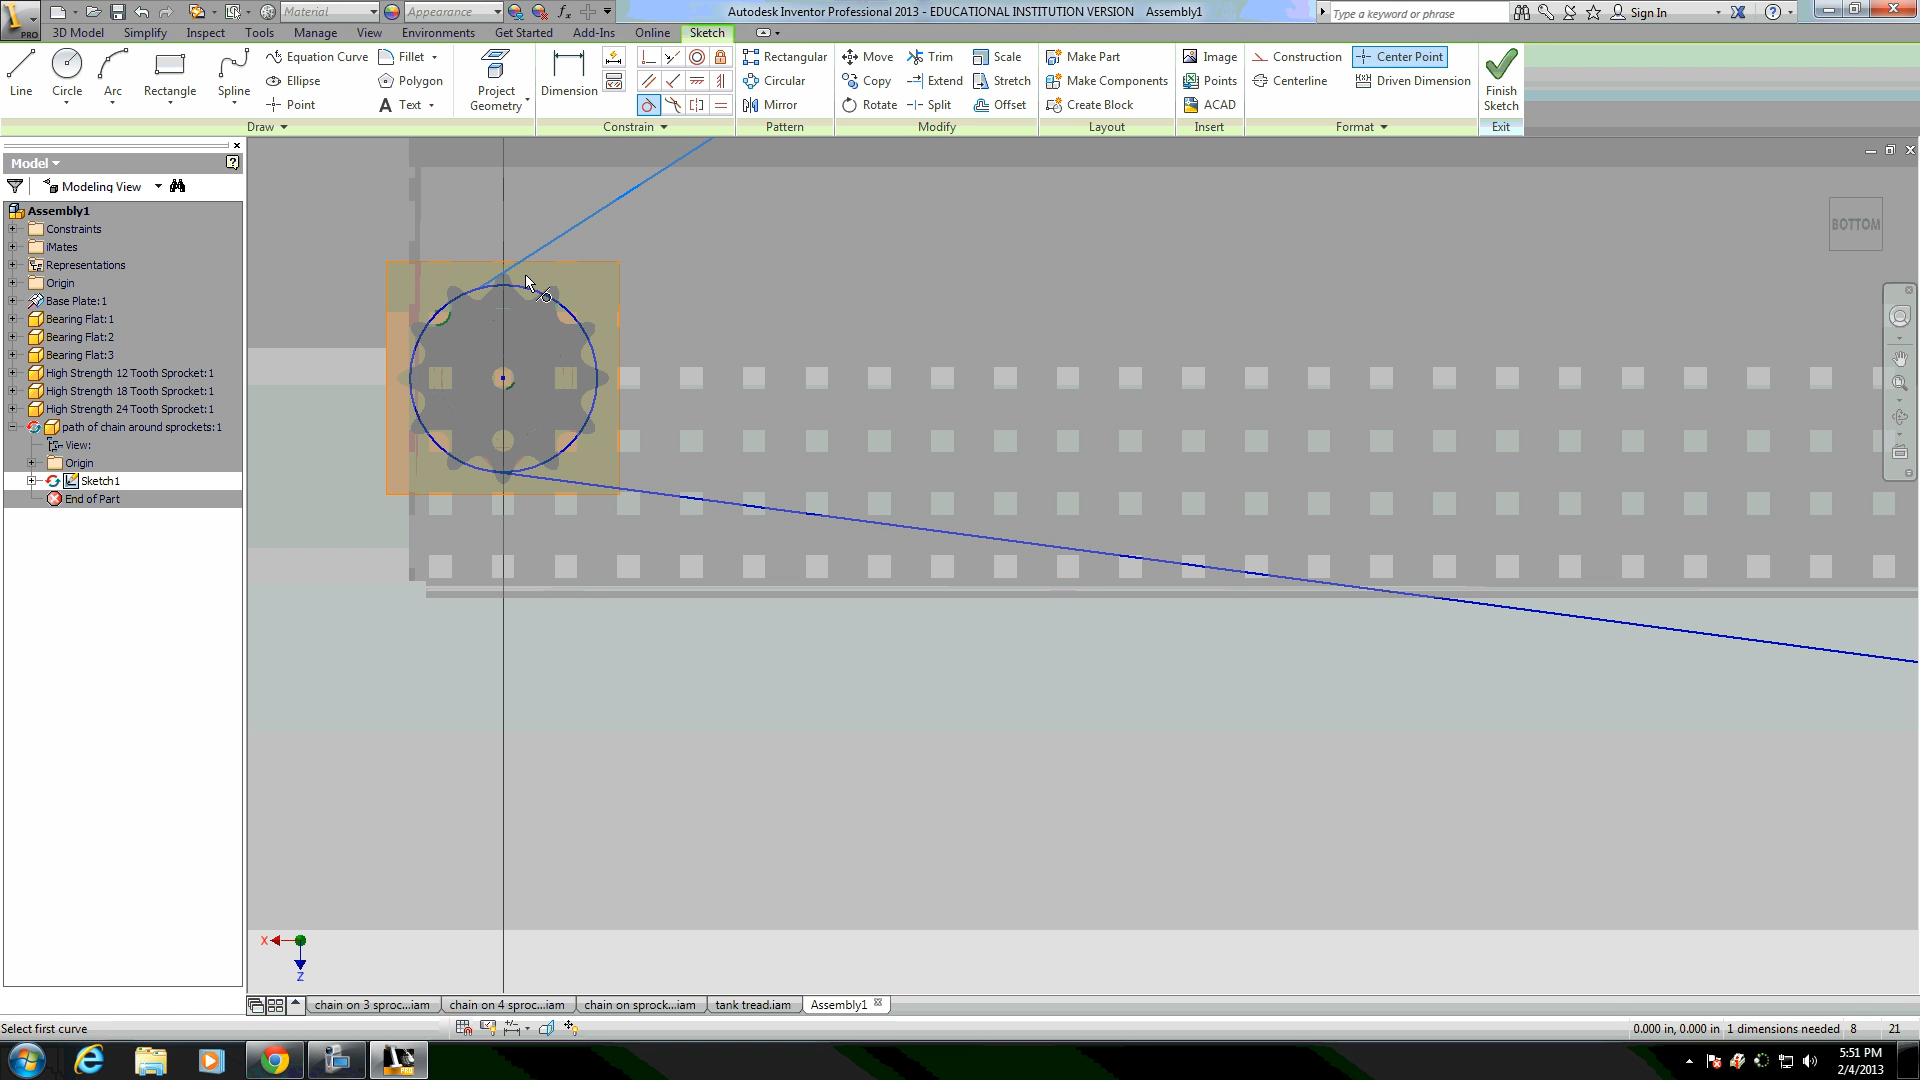 Material
Appearance
Autodesk Inventor Professional 2013 - EDUCATIONAL INSTITUTION VERSION Assembly1
Type a keyword or phrase
Sign In
PRO
3D Model
Simplify
Inspect
Tools
Manage
View
Environments
Get Started
Add-Ins
Online
Sketch
Line
Circle
Arc
Rectangle
Spline
Equation Curve
Ellipse
Point
Fillet
Polygon
Text
Project
Geometry
Dimension
Rectangular
Circular
Mirror
Move
Copy
Rotate
Trim
Extend
Split
Scale
Stretch
Offset
Make Part
Make Components
Create Block
Image
Points
ACAD
Construction
Centerline
Center Point
Driven Dimension
Finish
Sketch
Draw
Constrain
Pattern
Modify
Layout
Insert
Format
Exit
Model
Modeling View
Assembly1
Constraints
iMates
Representations
Origin
Base Plate:1
Bearing Flat:1
Bearing Flat:2
Bearing Flat:3
High Strength 12 Tooth Sprocket:1
High Strength 18 Tooth Sprocket:1
High Strength 24 Tooth Sprocket:1
path of chain around sprockets:1
View:
Origin
Sketch1
End of Part
BOTTOM
X
Z
chain on 3 sproc...iam
chain on 4 sproc...iam
chain on sprock...iam
tank tread.iam
Assembly1
Select first curve
0.000 in, 0.000 in 1 dimensions needed 8 21
PRO
5:51 PM
2/4/2013